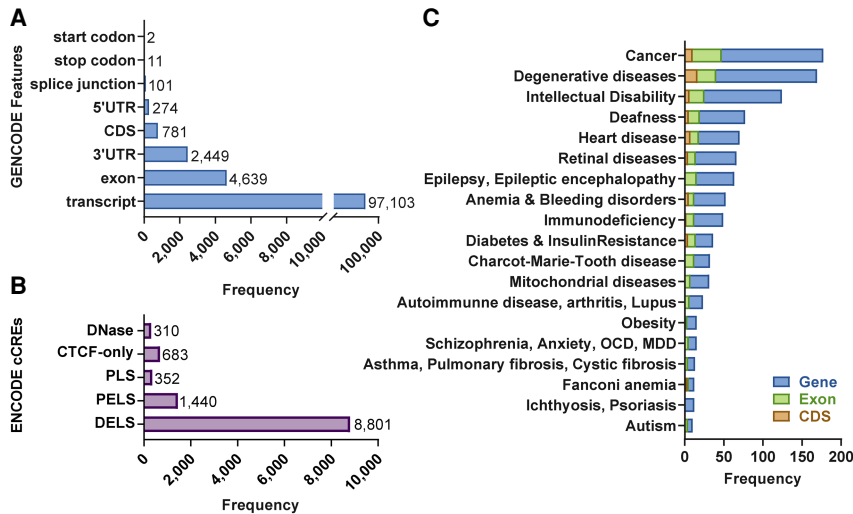 A
GENCODE Features
start codon 2
stop codon 11
splice junction 101
5'UTR 274
CDS 781
3'UTR 2,449
exon 4,639
transcript 97,103
0 2,000 4,000 6,000 8,000 10,000 100,000
Frequency
B
ENCODE cCREs
DNase 310
CTCF-only 683
PLS 352
PELS 1,440
DELS 8,801
0 2,000 4,000 6,000 8,000 10,000
Frequency
C
Cancer
Degenerative diseases
Intellectual Disability
Deafness
Heart disease
Retinal diseases
Epilepsy, Epileptic encephalopathy
Anemia & Bleeding disorders
Immunodeficiency
Diabetes & InsulinResistance
Charcot-Marie-Tooth disease
Mitochondrial diseases
Autoimmunne disease, arthritis, Lupus
Obesity
Schizophrenia, Anxiety, OCD, MDD
Asthma, Pulmonary fibrosis, Cystic fibrosis
Fanconi anemia
Ichthyosis, Psoriasis
Autism
Gene
Exon
CDS
0 50 100 150 200
Frequency